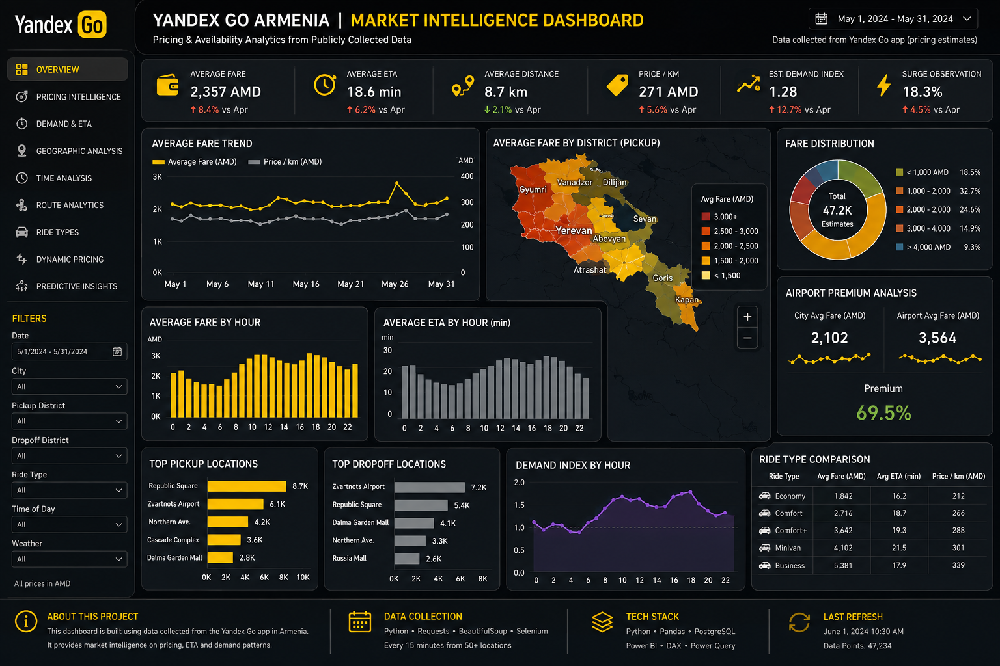 Yandex Go
YANDEX GO ARMENIA | MARKET INTELLIGENCE DASHBOARD
Pricing & Availability Analytics from Publicly Collected Data
May 1, 2024 - May 31, 2024
Data collected from Yandex Go app (pricing estimates)
OVERVIEW
PRICING INTELLIGENCE
DEMAND & ETA
GEOGRAPHIC ANALYSIS
TIME ANALYSIS
ROUTE ANALYTICS
RIDE TYPES
DYNAMIC PRICING
PREDICTIVE INSIGHTS
FILTERS
Date
5/1/2024 - 5/31/2024
City
All
Pickup District
All
Dropoff District
All
Ride Type
All
Time of Day
All
Weather
All
All prices in AMD
AVERAGE FARE
2,357 AMD
↑ 8.4% vs Apr
AVERAGE ETA
18.6 min
↑ 6.2% vs Apr
AVERAGE DISTANCE
8.7 km
↓ 2.1% vs Apr
PRICE / KM
271 AMD
↑ 5.6% vs Apr
EST. DEMAND INDEX
1.28
↑ 12.7% vs Apr
SURGE OBSERVATION
18.3%
↑ 4.5% vs Apr
AVERAGE FARE TREND
Average Fare (AMD) Price / km (AMD)
AMD
3K 400
300
2K
200
1K
100
0K 0
May 1 May 6 May 11 May 16 May 21 May 26 May 31
AVERAGE FARE BY DISTRICT (PICKUP)
Vanadzor Dilijan
Gyumri
Sevan
Yerevan
Abovyan
Atrashat
Goris
Kapan
Avg Fare (AMD)
3,000+
2,500 - 3,000
2,000 - 2,500
1,500 - 2,000
< 1,500
+
−
FARE DISTRIBUTION
Total
47.2K
Estimates
< 1,000 AMD 18.5%
1,000 - 2,000 32.7%
2,000 - 2,000 24.6%
3,000 - 4,000 14.9%
> 4,000 AMD 9.3%
AIRPORT PREMIUM ANALYSIS
City Avg Fare (AMD) Airport Avg Fare (AMD)
2,102 3,564
Premium
69.5%
AVERAGE FARE BY HOUR
AMD
3K
2K
1K
0K
0 2 4 6 8 10 12 14 16 18 20 22
AVERAGE ETA BY HOUR (min)
min
30
20
10
0
0 2 4 6 8 10 12 14 16 18 20 22
TOP PICKUP LOCATIONS
Republic Square 8.7K
Zvartnots Airport 6.1K
Northern Ave. 4.2K
Cascade Complex 3.6K
Dalma Garden Mall 2.8K
0K 2K 4K 6K 8K 10K
TOP DROPOFF LOCATIONS
Zvartnots Airport 7.2K
Republic Square 5.4K
Dalma Garden Mall 4.1K
Northern Ave. 3.3K
Rossia Mall 2.6K
0K 2K 4K 6K 8K
DEMAND INDEX BY HOUR
2.0
1.5
1.0
0.5
0.0
0 2 4 6 8 10 12 14 16 18 20 22
RIDE TYPE COMPARISON
Ride Type Avg Fare (AMD) Avg ETA (min) Price / km (AMD)
Economy 1,842 16.2 212
Comfort 2,716 18.7 266
Comfort+ 3,642 19.3 288
Minivan 4,102 21.5 301
Business 5,381 17.9 339
ABOUT THIS PROJECT
This dashboard is built using data collected from the Yandex Go app in Armenia.
It provides market intelligence on pricing, ETA and demand patterns.
DATA COLLECTION
Python • Requests • BeautifulSoup • Selenium
Every 15 minutes from 50+ locations
TECH STACK
Python • Pandas • PostgreSQL
Power BI • DAX • Power Query
LAST REFRESH
June 1, 2024 10:30 AM
Data Points: 47,234